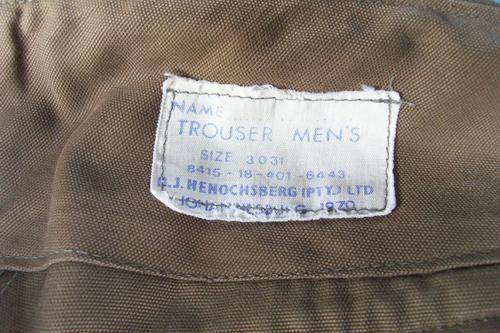 NAME
TROUSER MEN'S
SIZE 3031
8415-18-401-6443
HENOCHSBERG (PTY.) LTD
1970